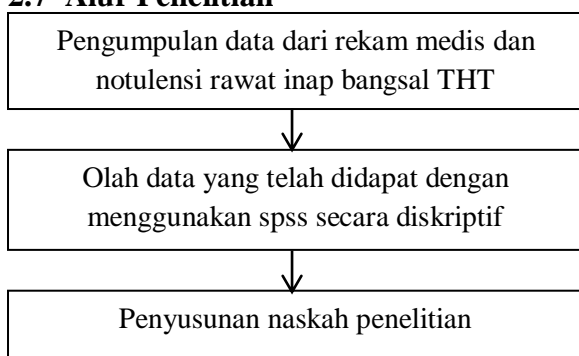 2.7 Alur Penelitian
Pengumpulan data dari rekam medis dan
notulensi rawat inap bangsal THT
Olah data yang telah didapat dengan
menggunakan spss secara diskriptif
Penyusunan naskah penelitian